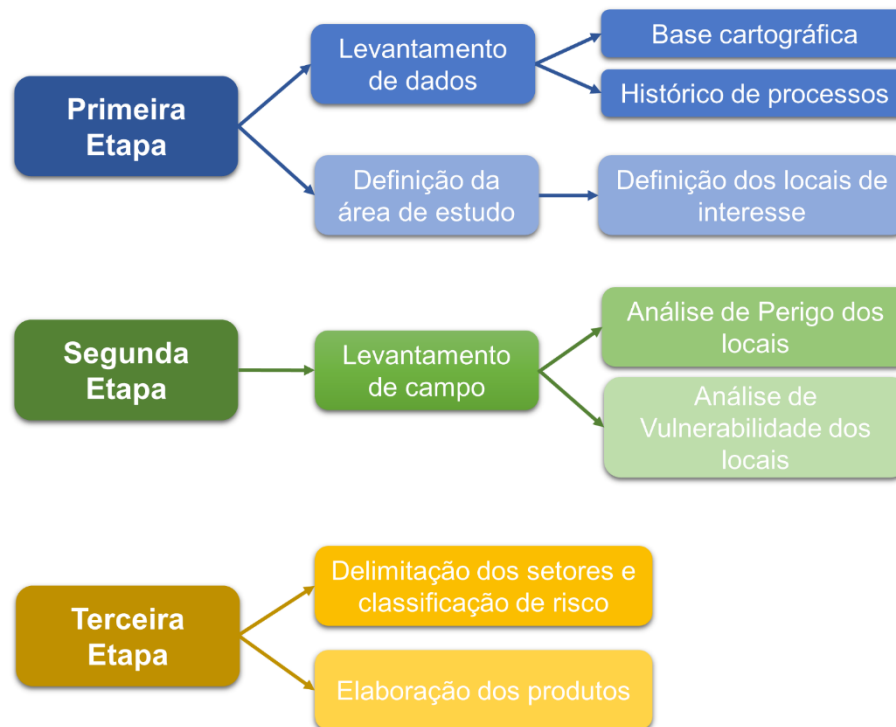 Primeira
Etapa
Levantamento
de dados
Base cartográfica
Histórico de processos
Definição da
área de estudo
Definição dos locais de
interesse
Segunda
Etapa
Levantamento
de campo
Análise de Perigo dos
locais
Análise de
Vulnerabilidade dos
locais
Terceira
Etapa
Delimitação dos setores e
classificação de risco
Elaboração dos produtos